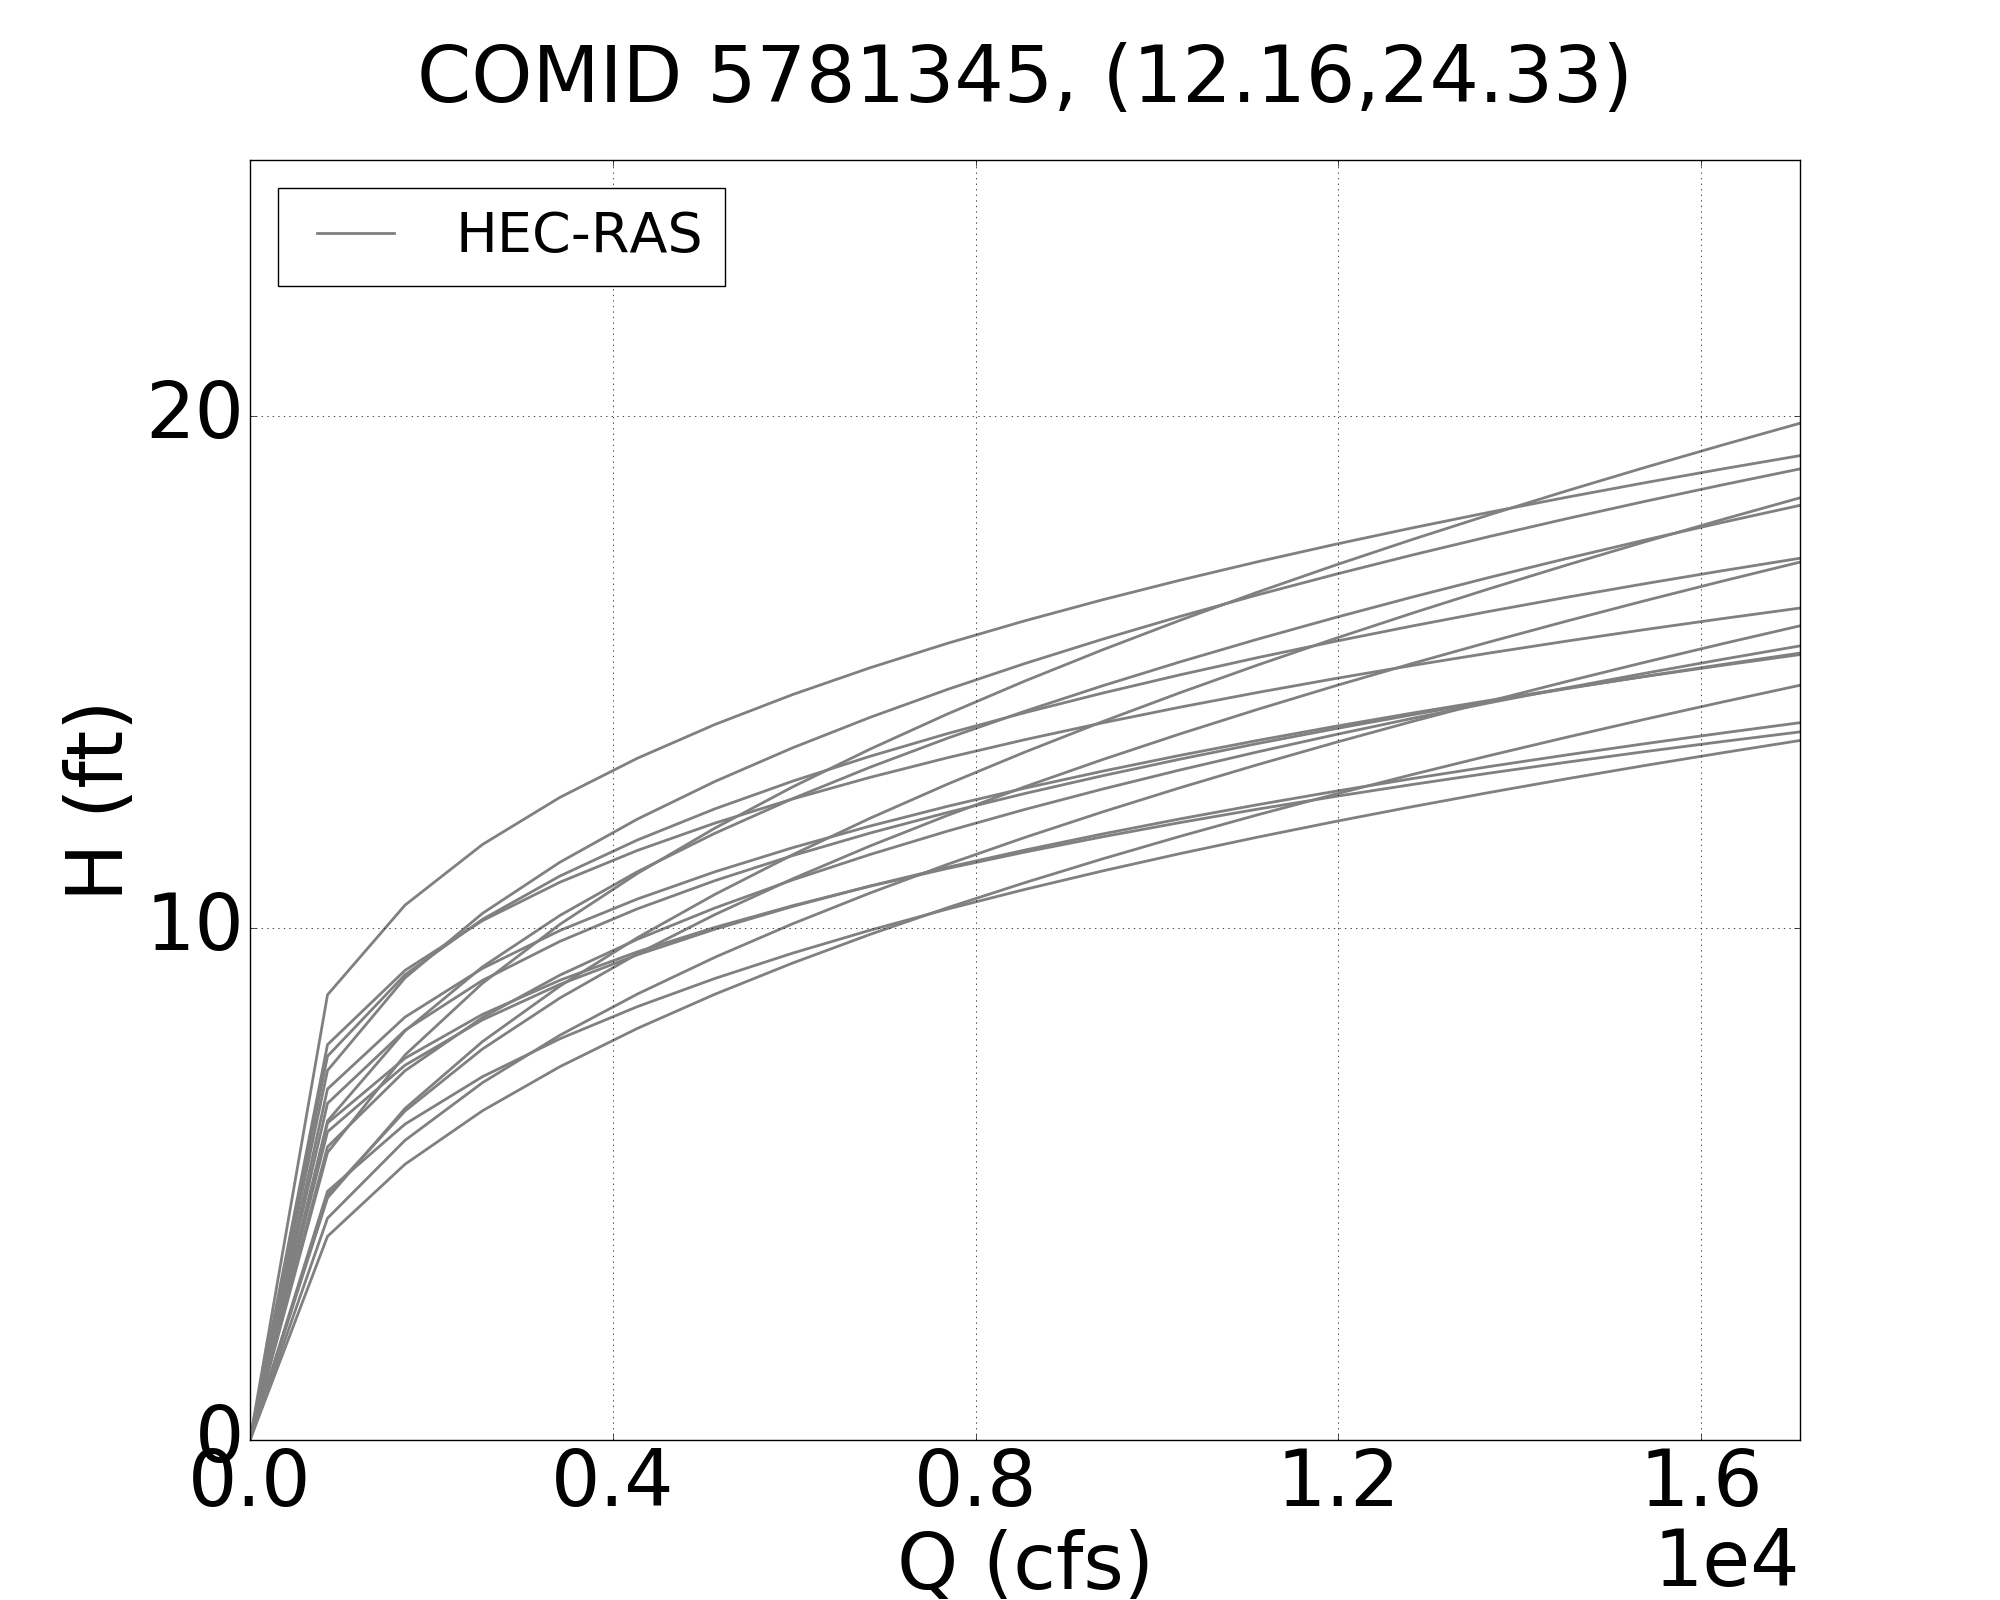 COMID 5781345, (12.16,24.33)
HEC-RAS
H (ft)
20
10
0
0.0 0.4 0.8 1.2 1.6
1e4
Q (cfs)